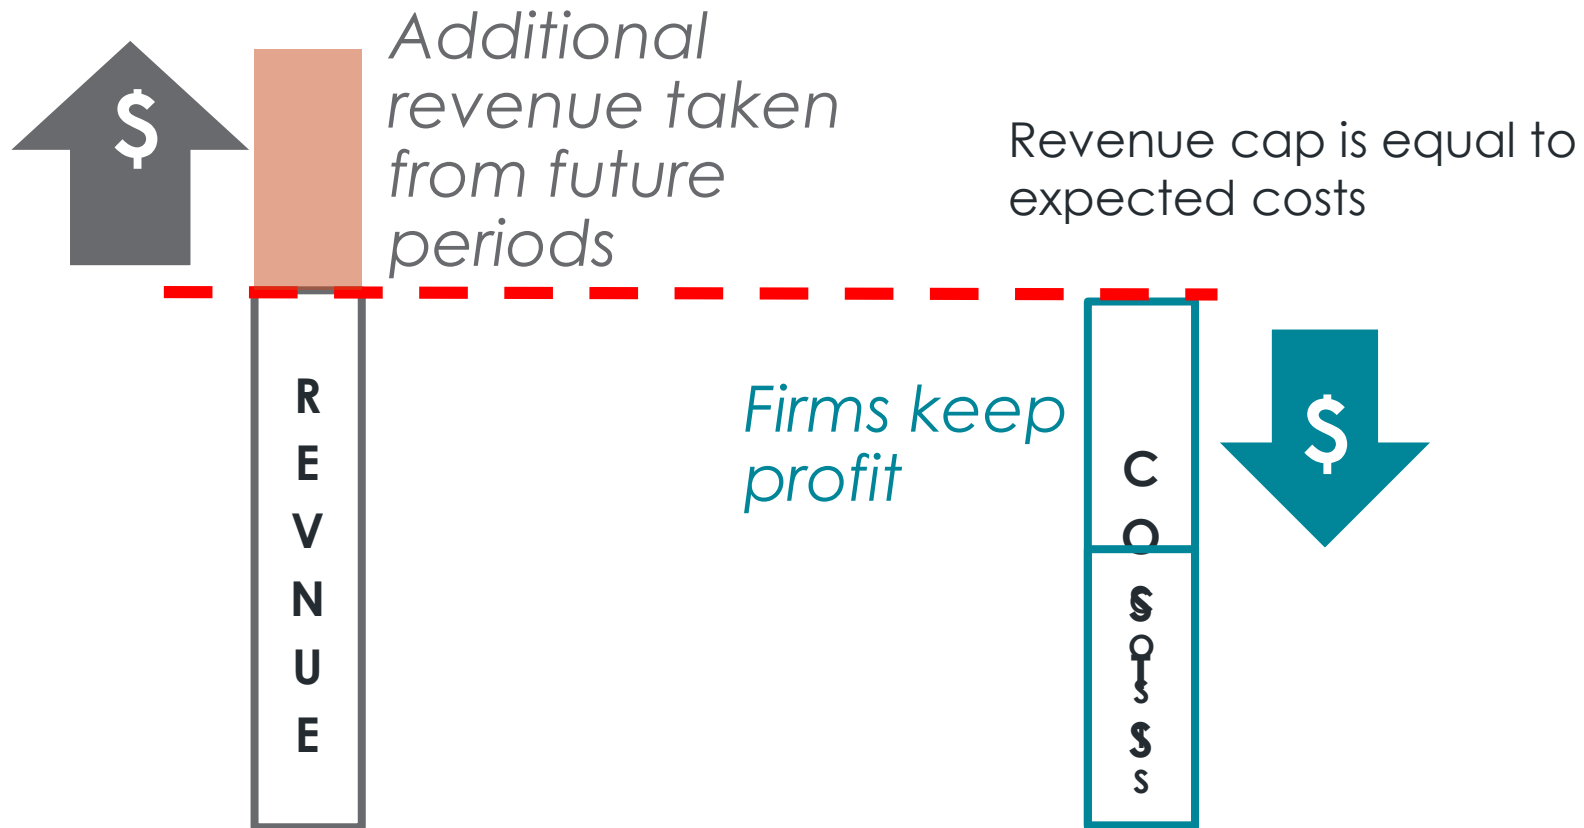 $
Additional
revenue taken
from future
periods
Revenue cap is equal to
expected costs
R
E
V
N
U
E
Firms keep
profit
$
C
O
S
T
S